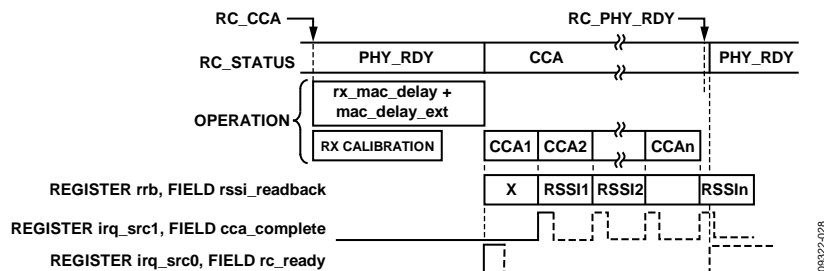 RC_CCA
RC_PHY_RDY
RC_STATUS
PHY_RDY
CCA
PHY_RDY
OPERATION
rx_mac_delay +
mac_delay_ext
RX CALIBRATION
CCA1
CCA2
CCAn
REGISTER rrb, FIELD rssi_readback
X
RSSI1
RSSI2
RSSIn
REGISTER irq_src1, FIELD cca_complete
REGISTER irq_src0, FIELD rc_ready
09322-028